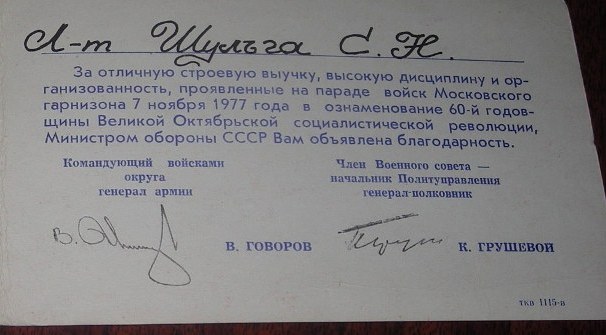 Л-т Шульга С. Н.
За отличную строевую выучку, высокую дисциплину и ор-
ганизованность, проявленные на параде войск Московского
гарнизона 7 ноября 1977 года в ознаменование 60-й годов-
щины Великой Октябрьской социалистической революции,
Министром обороны СССР Вам объявлена благодарность.
Командующий войсками
округа
генерал армии
В. ГОВОРОВ
Член Военного совета —
начальник Политуправления
генерал-полковник
К. ГРУШЕВОЙ
ткп 1115-п